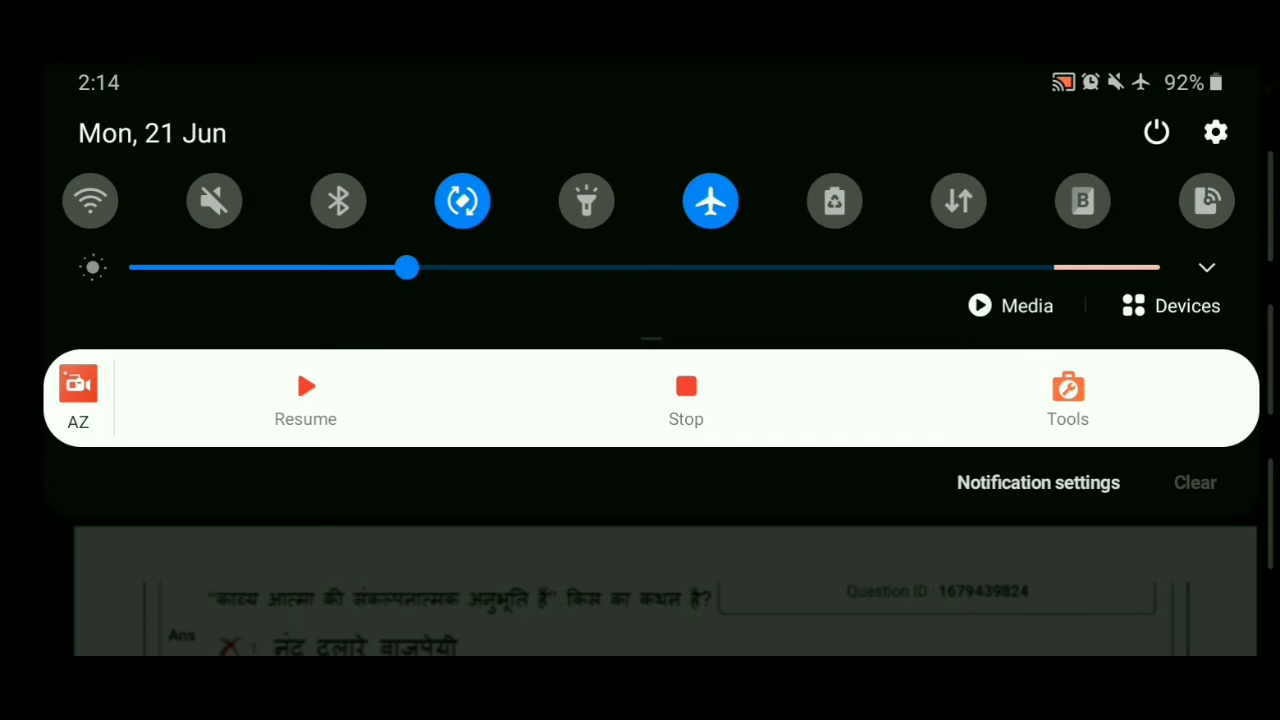 2:14
92%
Mon, 21 Jun
B
Media
Devices
AZ
Resume
Stop
Tools
Notification settings
Clear
"काव्य आत्मा की संकल्पनात्मक अनुभूति है" किस का कथन है?
Question ID : 1679439824
Ans
1. नंद दुलारे वाजपेयी